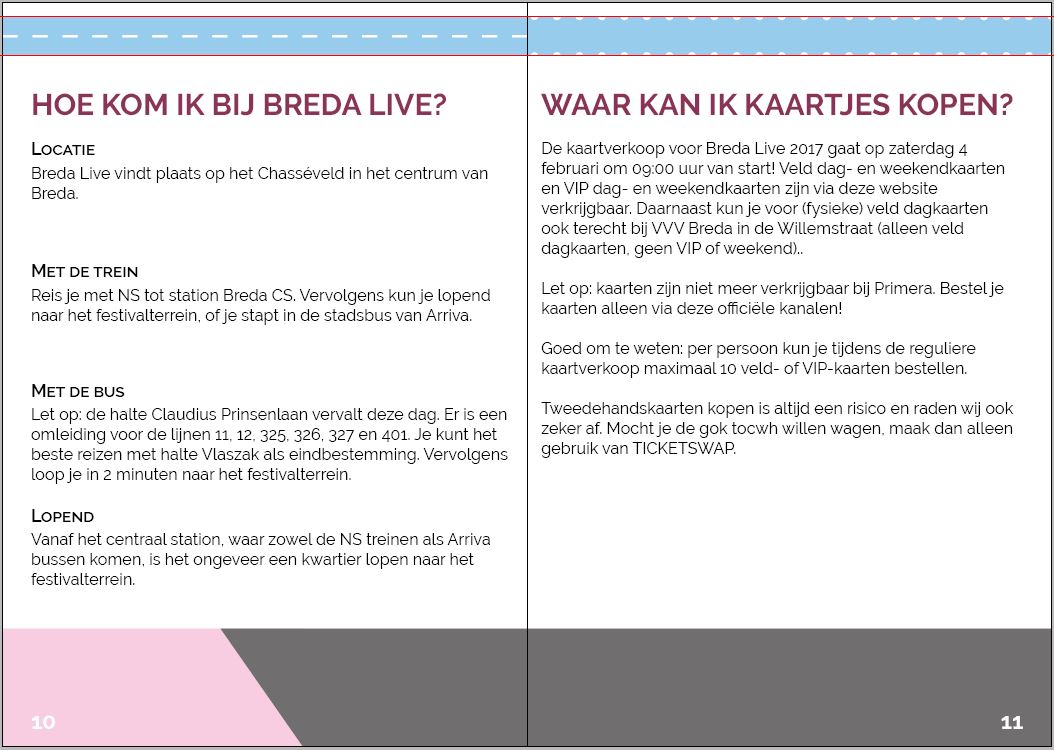 HOE KOM IK BIJ BREDA LIVE?
LOCATIE
Breda Live vindt plaats op het Chasséveld in het centrum van
Breda.
MET DE TREIN
Reis je met NS tot station Breda CS. Vervolgens kun je lopend
naar het festivalterrein, of je stapt in de stadsbus van Arriva.
MET DE BUS
Let op: de halte Claudius Prinsenlaan vervalt deze dag. Er is een
omleiding voor de lijnen 11, 12, 325, 326, 327 en 401. Je kunt het
beste reizen met halte Vlaszak als eindbestemming. Vervolgens
loop je in 2 minuten naar het festivalterrein.
LOPEND
Vanaf het centraal station, waar zowel de NS treinen als Arriva
bussen komen, is het ongeveer een kwartier lopen naar het
festivalterrein.
10
WAAR KAN IK KAARTJES KOPEN?
De kaartverkoop voor Breda Live 2017 gaat op zaterdag 4
februari om 09:00 uur van start! Veld dag- en weekendkaarten
en VIP dag- en weekendkaarten zijn via deze website
verkrijgbaar. Daarnaast kun je voor (fysieke) veld dagkaarten
ook terecht bij VVV Breda in de Willemstraat (alleen veld
dagkaarten, geen VIP of weekend)..
Let op: kaarten zijn niet meer verkrijgbaar bij Primera. Bestel je
kaarten alleen via deze officiële kanalen!
Goed om te weten: per persoon kun je tijdens de reguliere
kaartverkoop maximaal 10 veld- of VIP-kaarten bestellen.
Tweedehandskaarten kopen is altijd een risico en raden wij ook
zeker af. Mocht je de gok tocwh willen wagen, maak dan alleen
gebruik van TICKETSWAP.
11